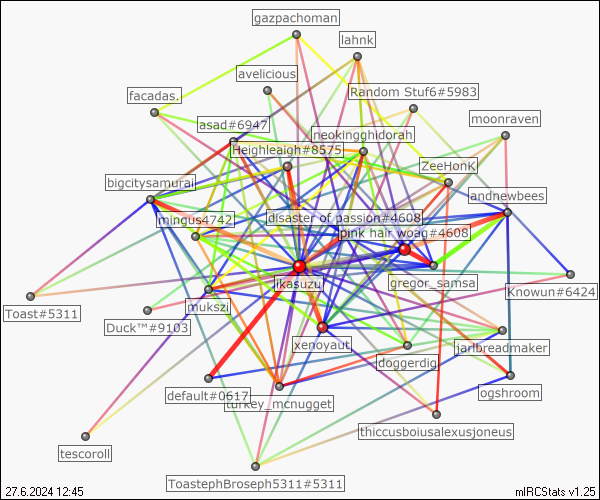 gazpachoman
lahnk
avelicious
Random Stuf6#5983
facadas.
moonraven
asad#6947
neokingghidorah
Heighleaigh#8575
ZeeHonK
bigcitysamurai
andnewbees
mingus4742
disaster of passion#4608
pink hair woag#4608
ikasuzu
gregor_samsa
Knowun#6424
mukszi
Toast#5311
Duck™#9103
xenoyaun
jarlbreadmaker
doggerdig
default#0617
turkey_mcnugget
ogshroom
thiccusboiusalexusjoneus
tescoroll
ToastephBroseph5311#5311
27.6.2024 12:45
mIRCStats v1.25